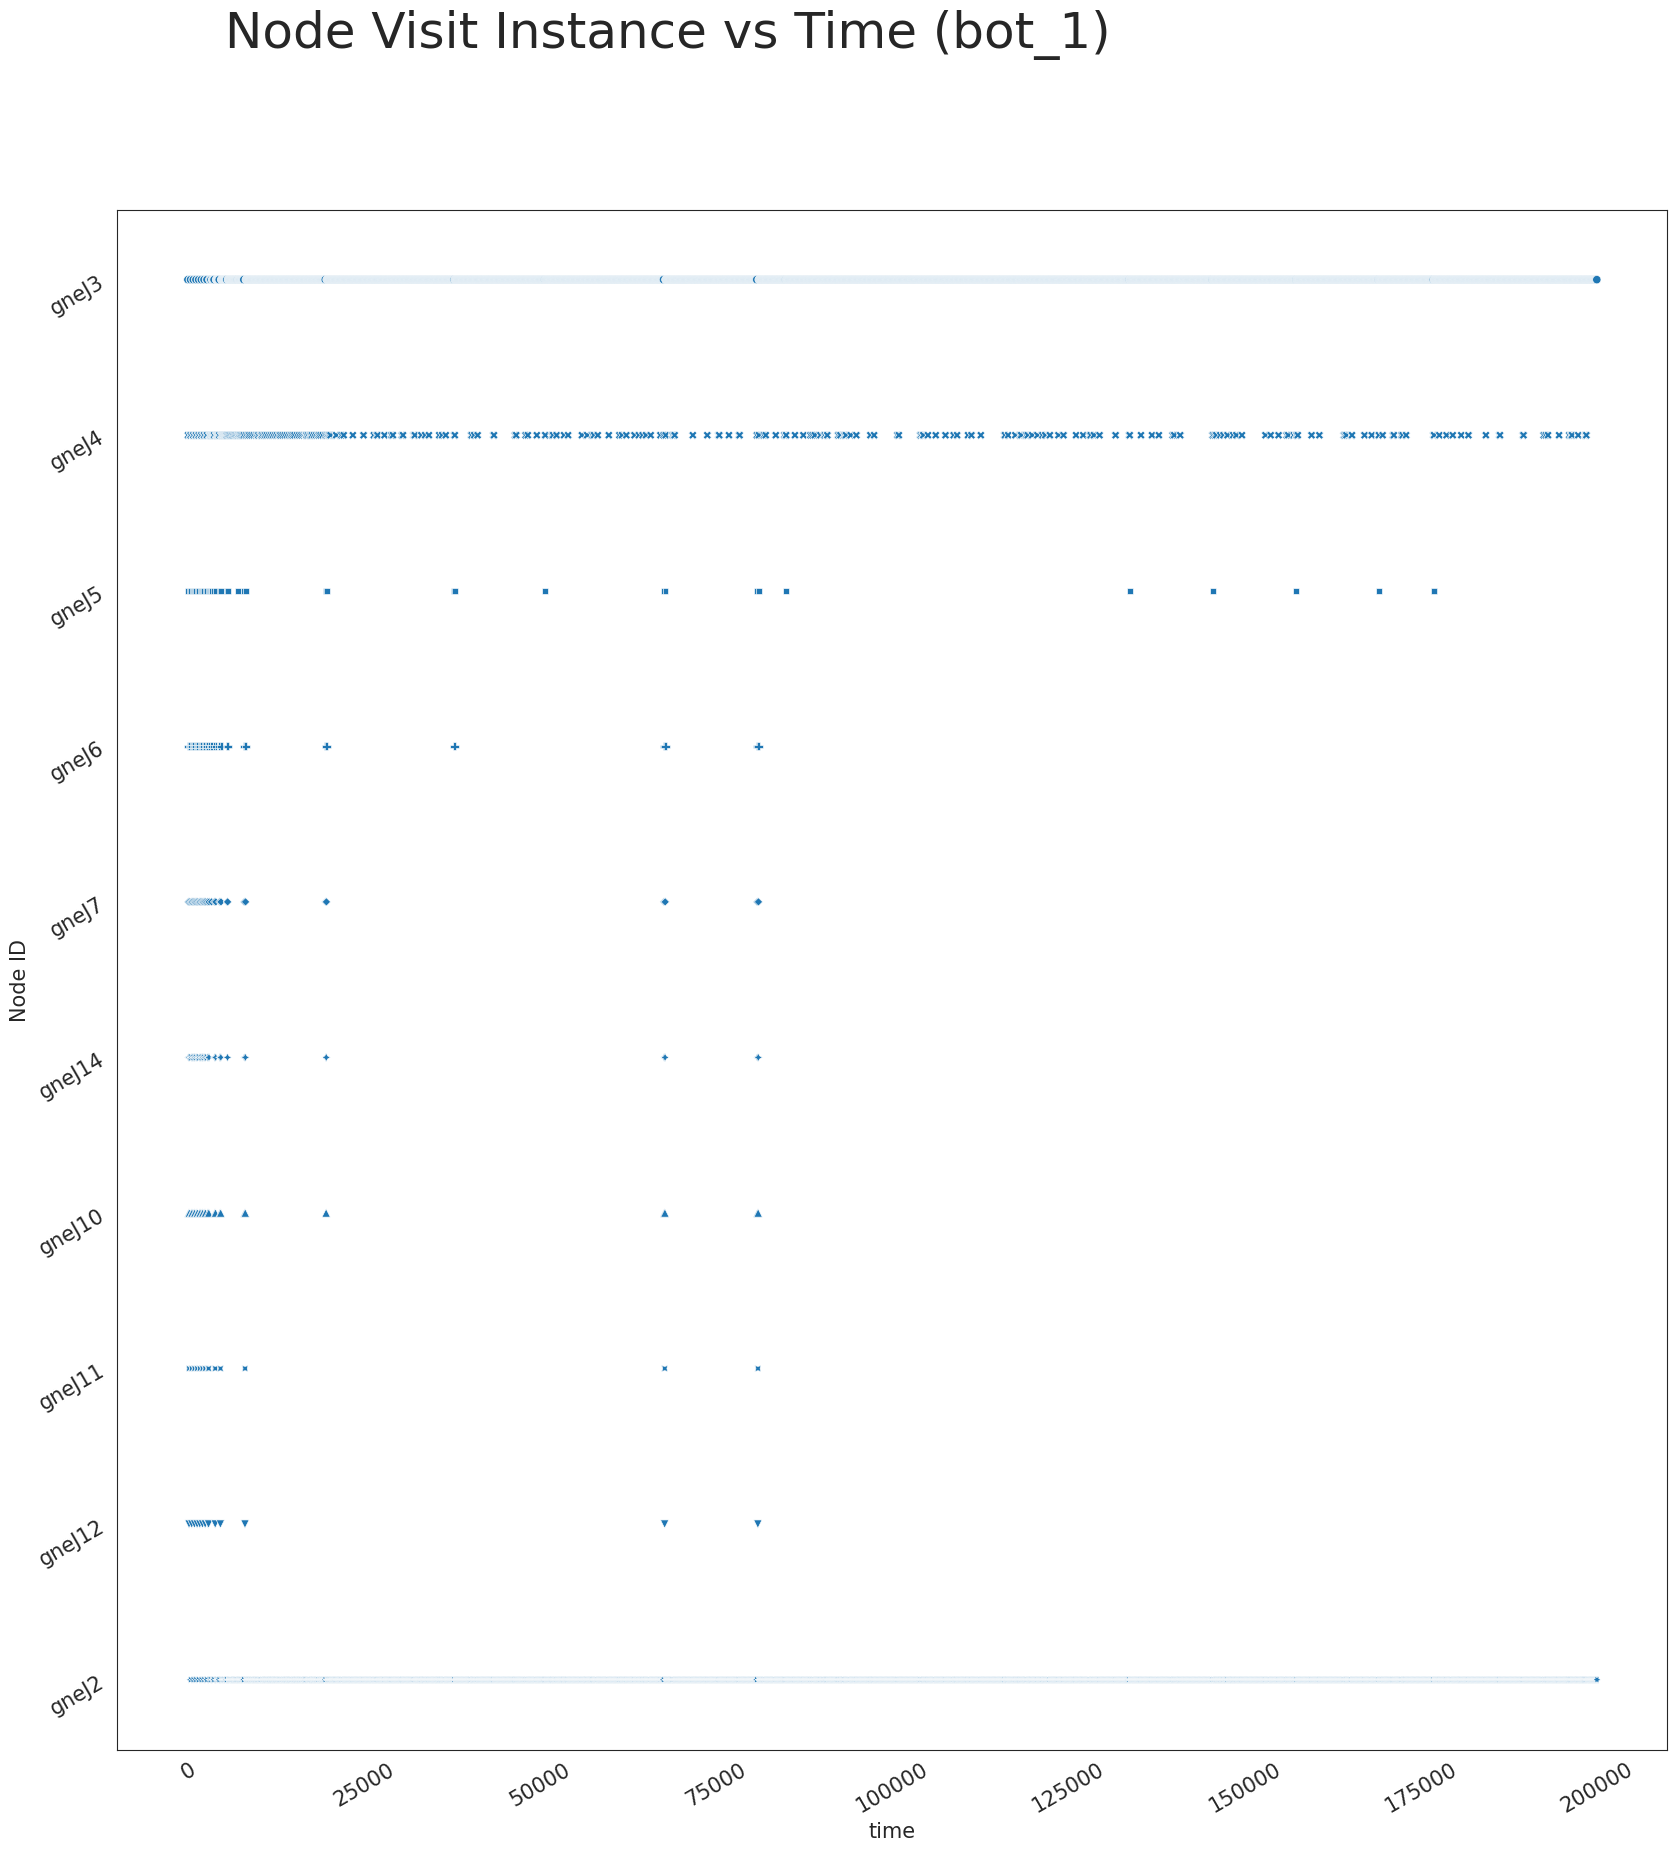 Node Visit Instance vs Time (bot_1)
gneJ3
gneJ4
gneJ5
gneJ6
gneJ7
Node ID
gneJ14
gneJ10
gneJ11
gneJ12
gneJ2
0 25000 50000 75000 100000 125000 150000 175000 200000
time